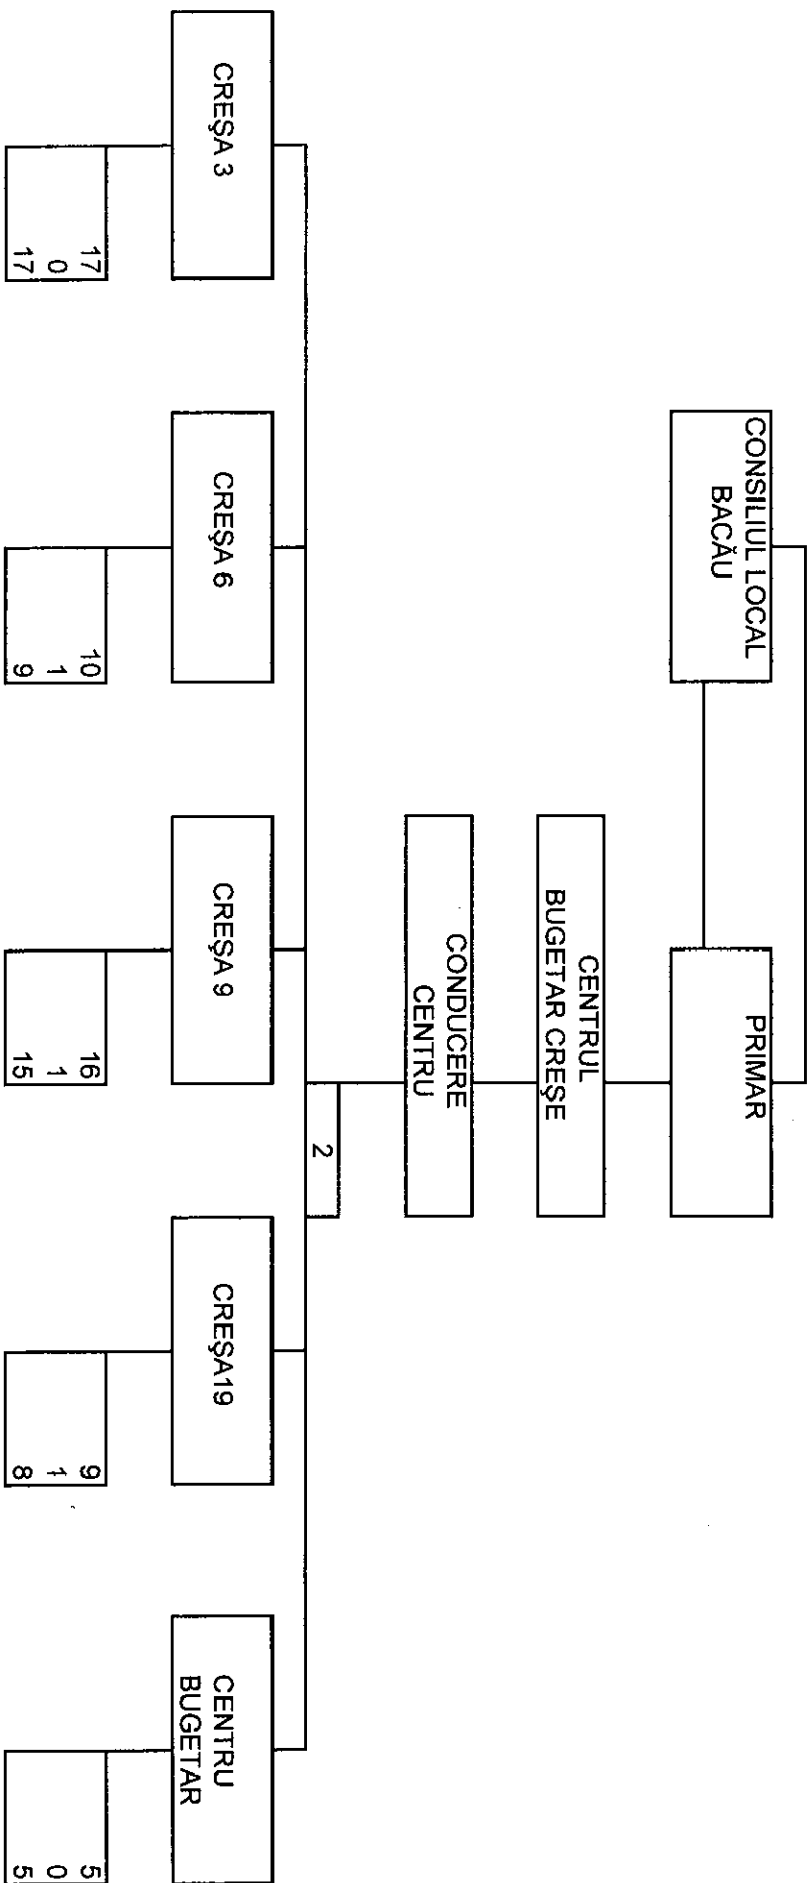 CONSILIUL LOCAL
BACĂU
PRIMAR
CENTRUL
BUGETAR CREŞE
CONDUCERE
CENTRU
2
CREŞA 3
CREŞA 6
CREŞA 9
CREŞA19
CENTRU
BUGETAR
17
0
17
10
1
9
16
1
15
9
1
8
5
0
5